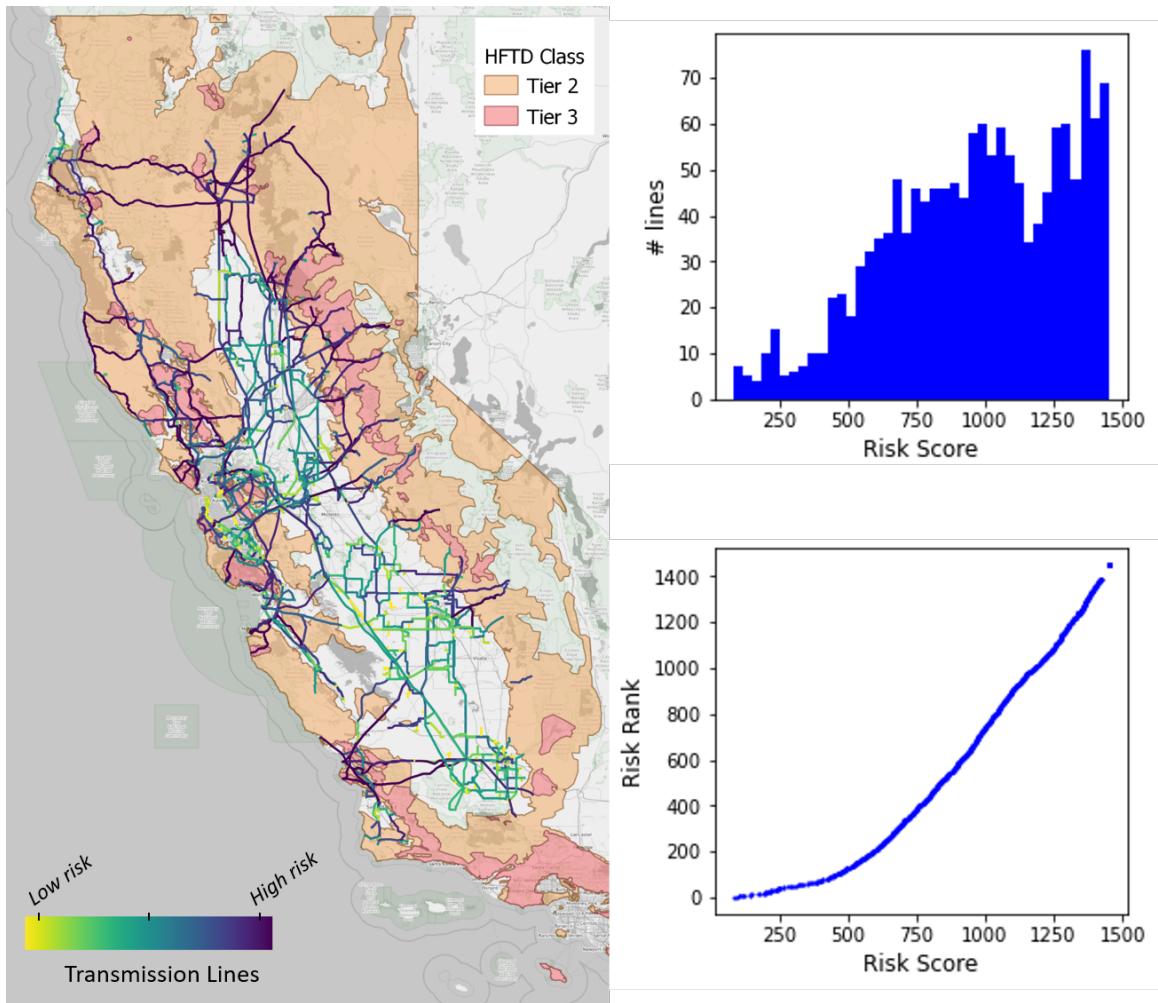 HFTD Class
Tier 2
Tier 3
Low risk
High risk
Transmission Lines
# lines
70
60
50
40
30
20
10
0
250 500 750 1000 1250 1500
Risk Score
Risk Rank
1400
1200
1000
800
600
400
200
0
250 500 750 1000 1250 1500
Risk Score